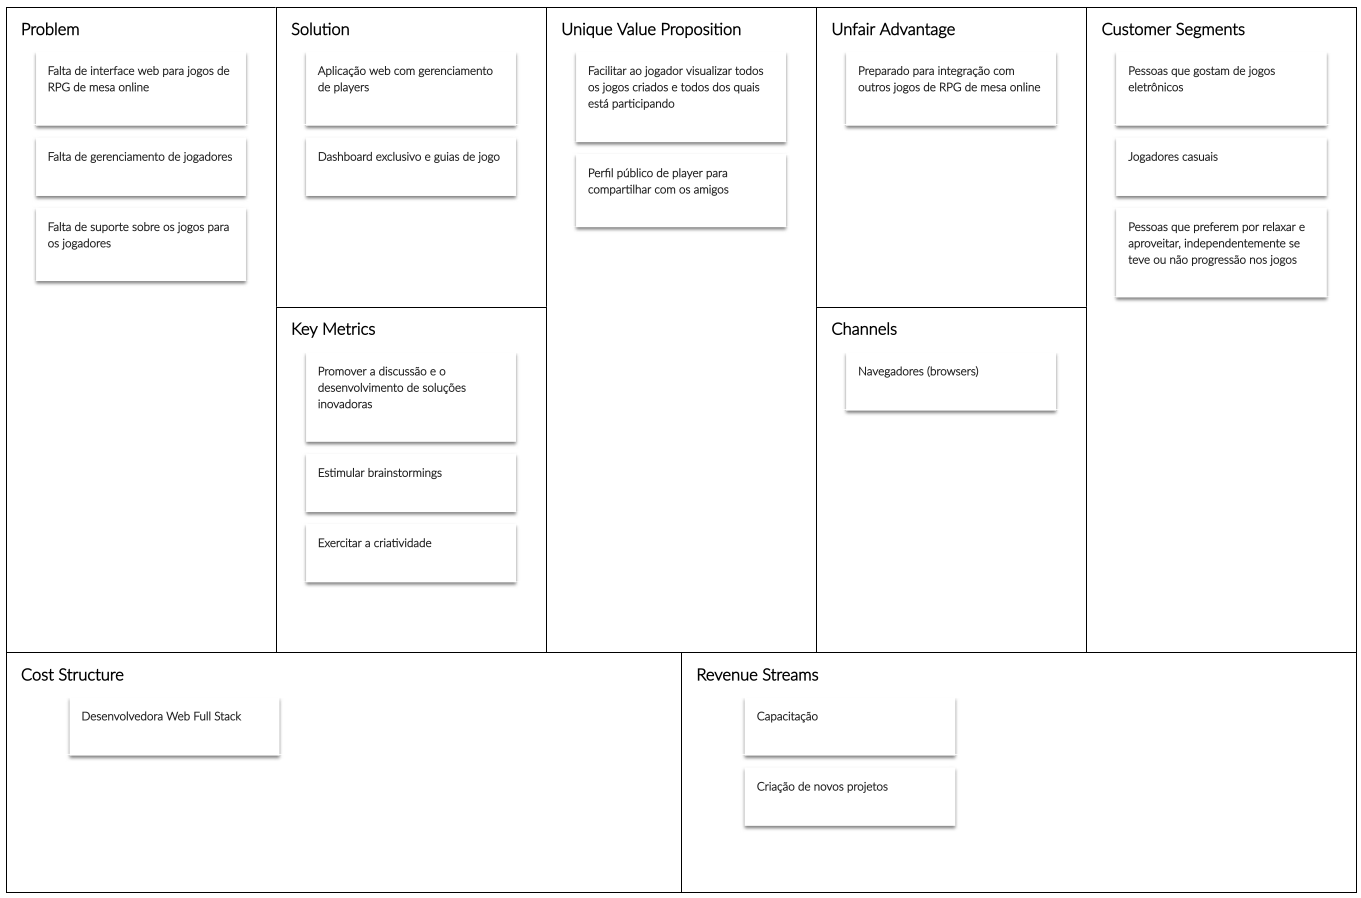 Problem
Falta de interface web para jogos de
RPG de mesa online
Falta de gerenciamento de jogadores
Falta de suporte sobre os jogos para
os jogadores
Solution
Aplicação web com gerenciamento
de players
Dashboard exclusivo e guias de jogo
Key Metrics
Promover a discussão e o
desenvolvimento de soluções
inovadoras
Estimular brainstormings
Exercitar a criatividade
Unique Value Proposition
Facilitar ao jogador visualizar todos
os jogos criados e todos dos quais
está participando
Perfil público de player para
compartilhar com os amigos
Unfair Advantage
Preparado para integração com
outros jogos de RPG de mesa online
Channels
Navegadores (browsers)
Customer Segments
Pessoas que gostam de jogos
eletrônicos
Jogadores casuais
Pessoas que preferem por relaxar e
aproveitar, independentemente se
teve ou não progressão nos jogos
Cost Structure
Desenvolvedora Web Full Stack
Revenue Streams
Capacitação
Criação de novos projetos